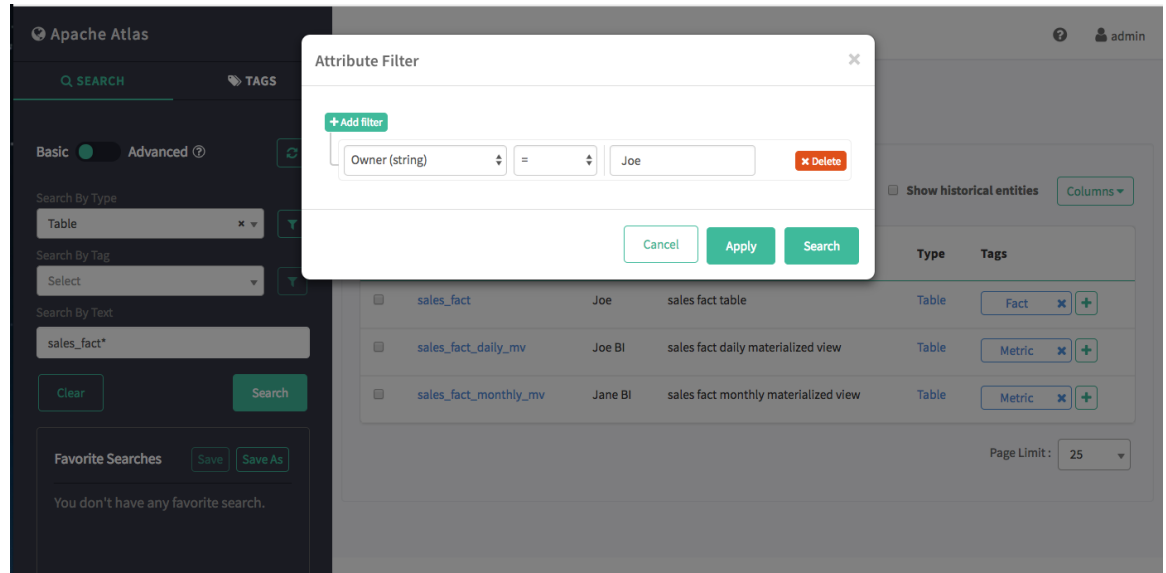 Apache Atlas
admin
SEARCH
TAGS
Basic
Advanced
Search By Type
Table
Search By Tag
Select
Search By Text
sales_fact*
Clear
Search
Favorite Searches
Save
Save As
You don't have any favorite search.
Attribute Filter
Add filter
Owner (string)
=
Joe
Delete
Cancel
Apply
Search
Show historical entities
Columns
Type Tags
sales_fact Joe sales fact table Table Fact
sales_fact_daily_mv Joe BI sales fact daily materialized view Table Metric
sales_fact_monthly_mv Jane BI sales fact monthly materialized view Table Metric
Page Limit : 25